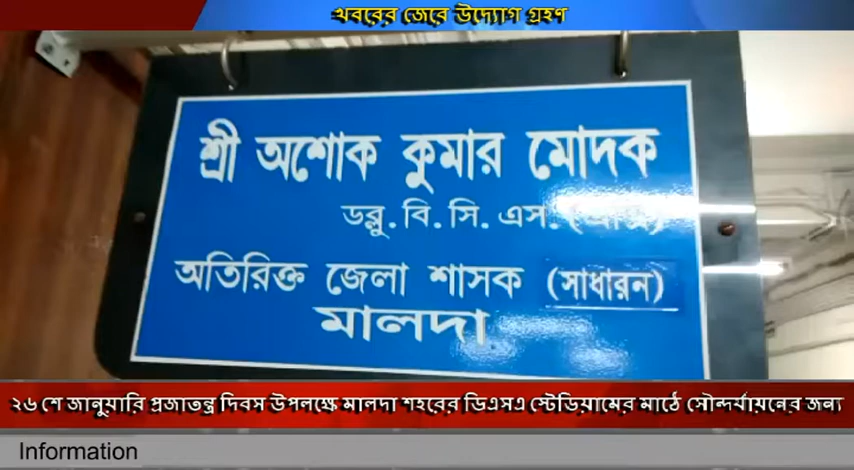 খবরের জেরে উদ্যোগ গ্রহণ
শ্রী অশোক কুমার মোদক
ডব্লু. বি. সি. এস.
অতিরিক্ত জেলা শাসক (সাধারন)
মালদা
২৬ শে জানুয়ারি প্রজাতন্ত্র দিবস উপলক্ষে মালদা শহরের ডিএসএ স্টেডিয়ামের মাঠে সৌন্দর্যায়নের জন্য
Information